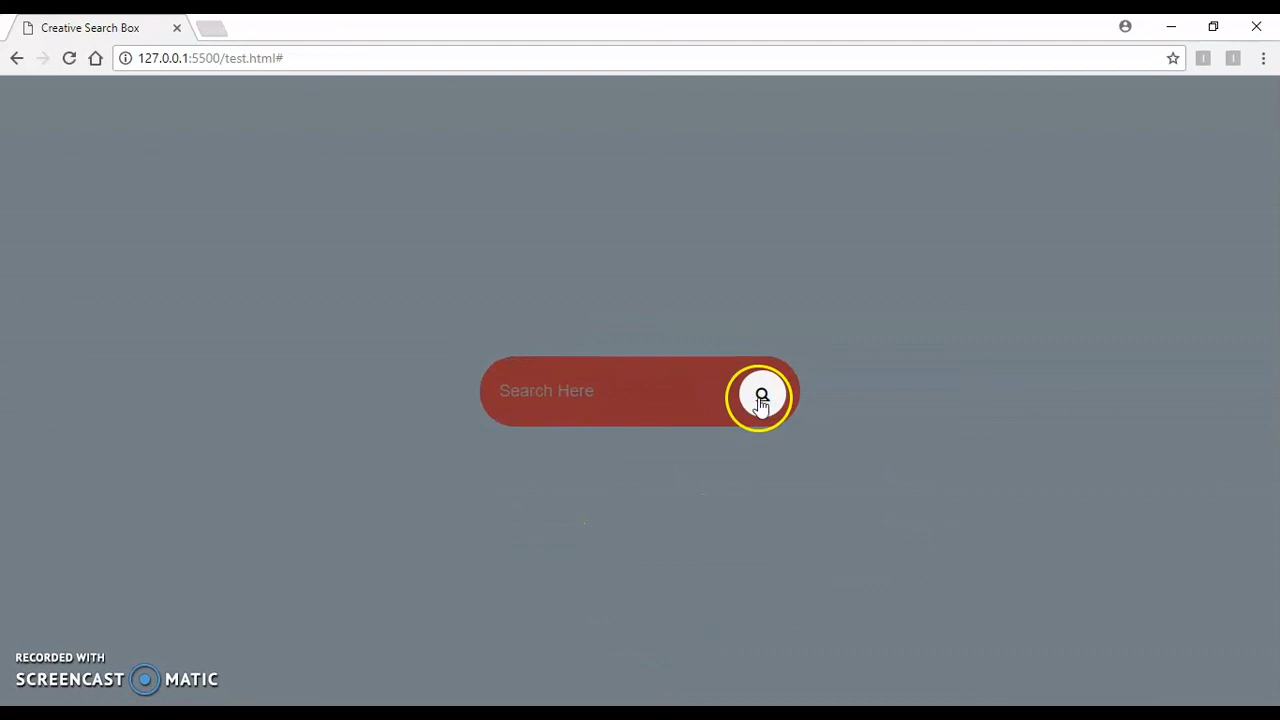 Creative Search Box
127.0.0.1:5500/test.html#
Search Here
RECORDED WITH
SCREENCAST MATIC